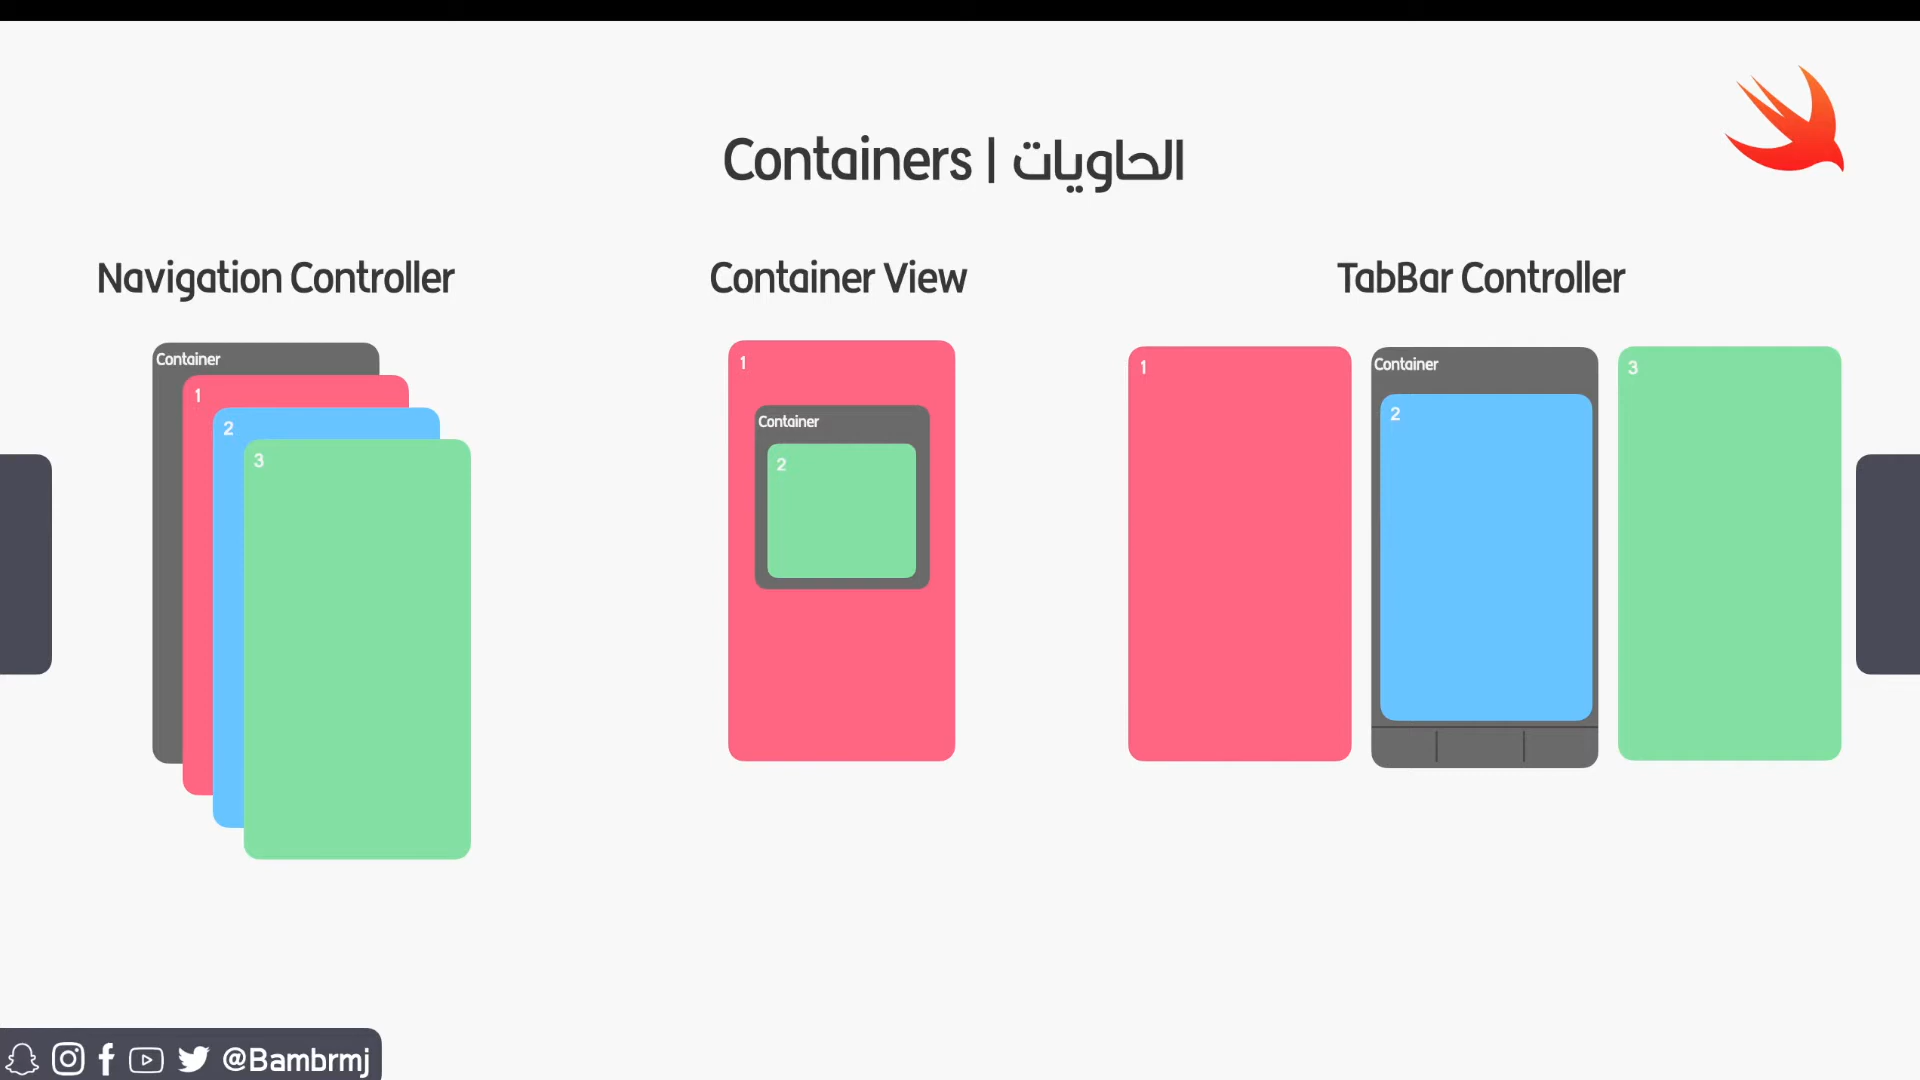 Containers | الحاويات
Navigation Controller
Container
1
2
3
Container View
1
Container
2
TabBar Controller
1
Container
2
3
@Bambrmj